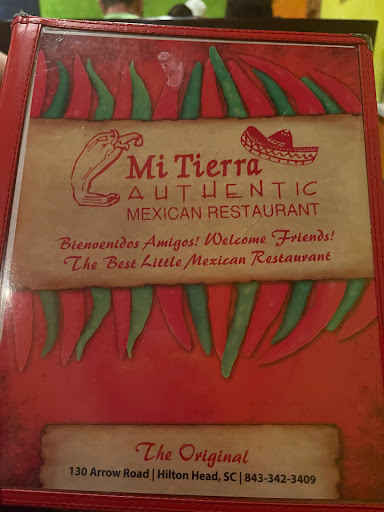 Mi Tierra
AUTHENTIC
MEXICAN RESTAURANT
Bienvenidos Amigos! Welcome Friends!
The Best Little Mexican Restaurant
The Original
130 Arrow Road | Hilton Head, SC | 843-342-3409